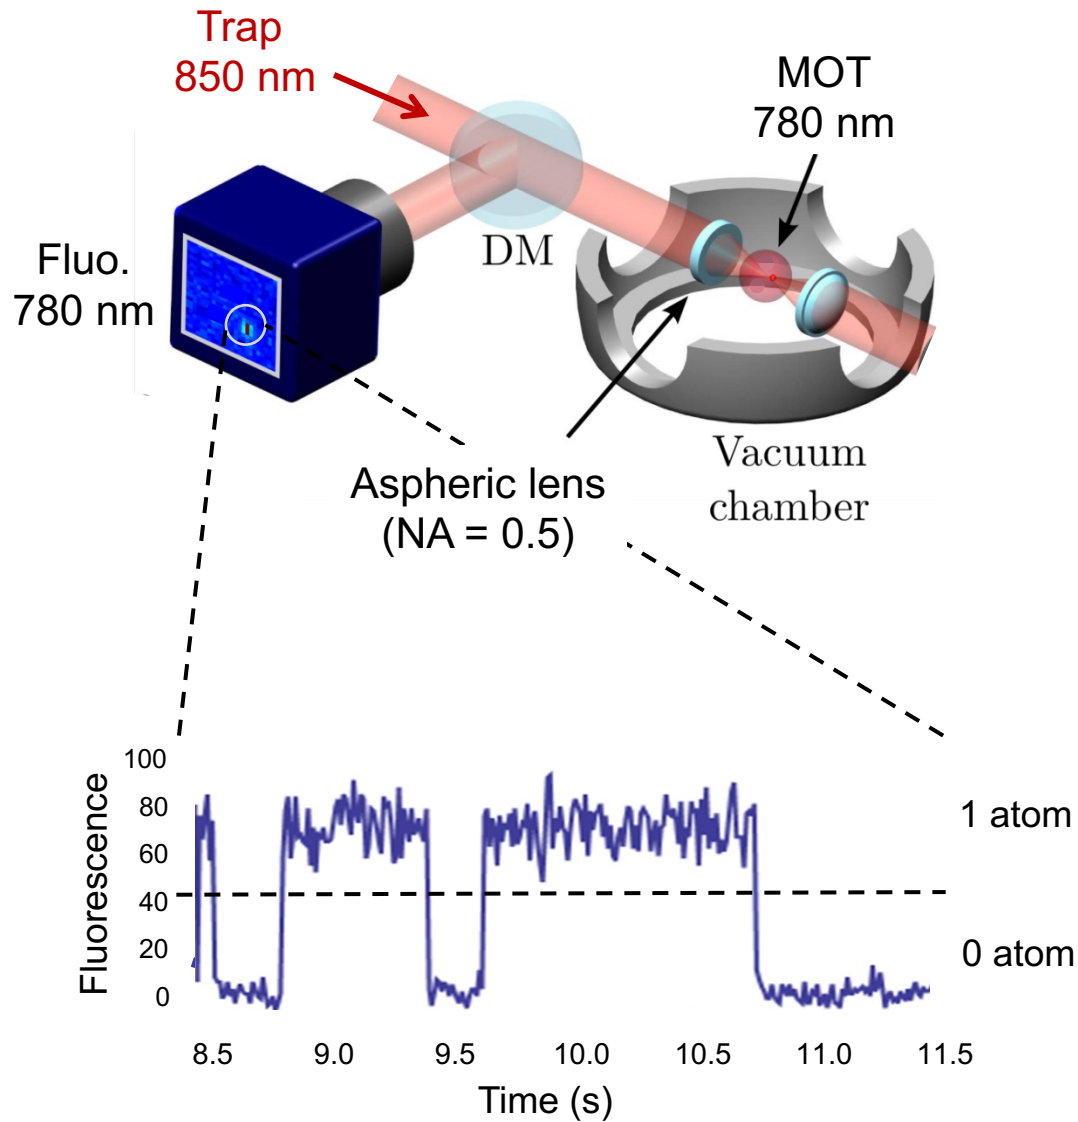 Trap
850 nm
MOT
780 nm
DM
Fluo.
780 nm
Aspheric lens
(NA = 0.5)
Vacuum
chamber
100
80
60
40
20
0
Fluorescence
1 atom
0 atom
8.5 9.0 9.5 10.0 10.5 11.0 11.5
Time (s)